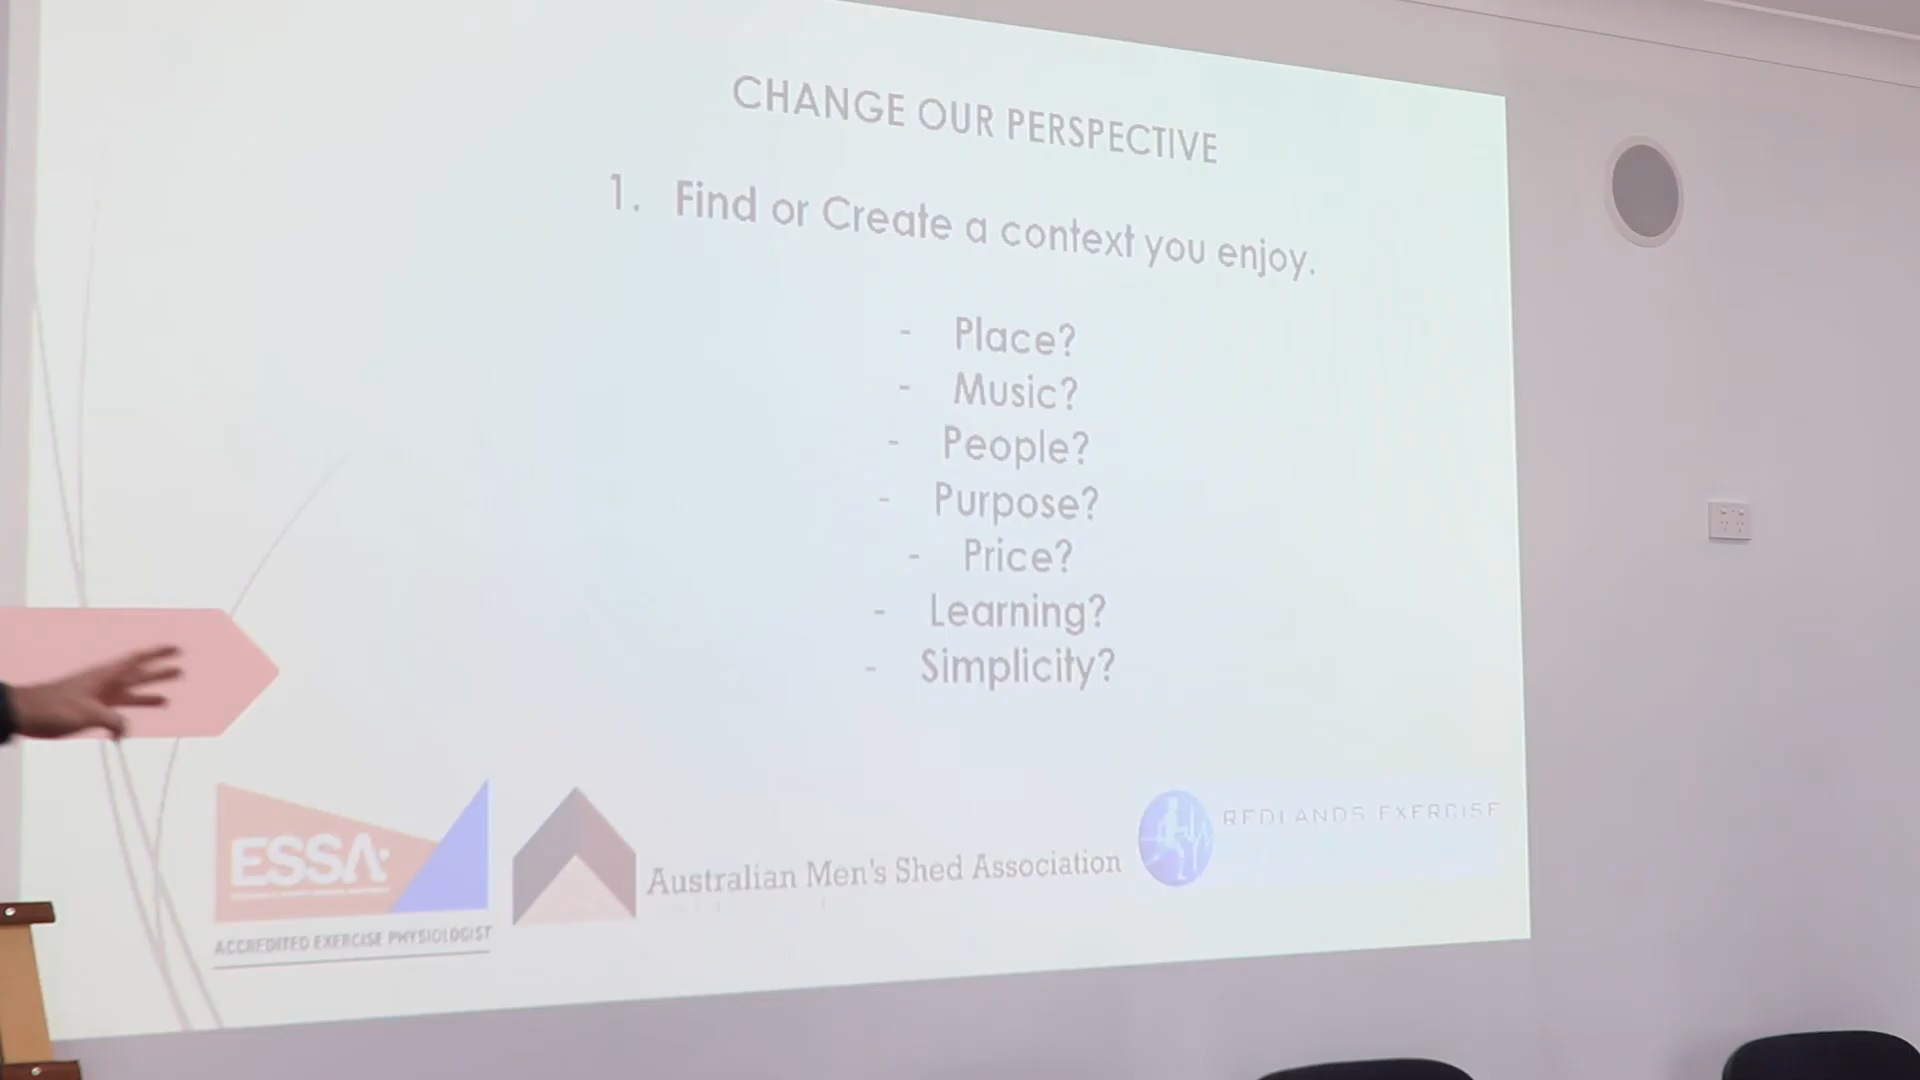 CHANGE OUR PERSPECTIVE
1. Find or Create a context you enjoy.
- Place?
- Music?
- People?
- Purpose?
- Price?
- Learning?
- Simplicity?
ESSA:
ACCREDITED EXERCISE PHYSIOLOGIST
Australian Men's Shed Association
REDLANDS EXERCISE